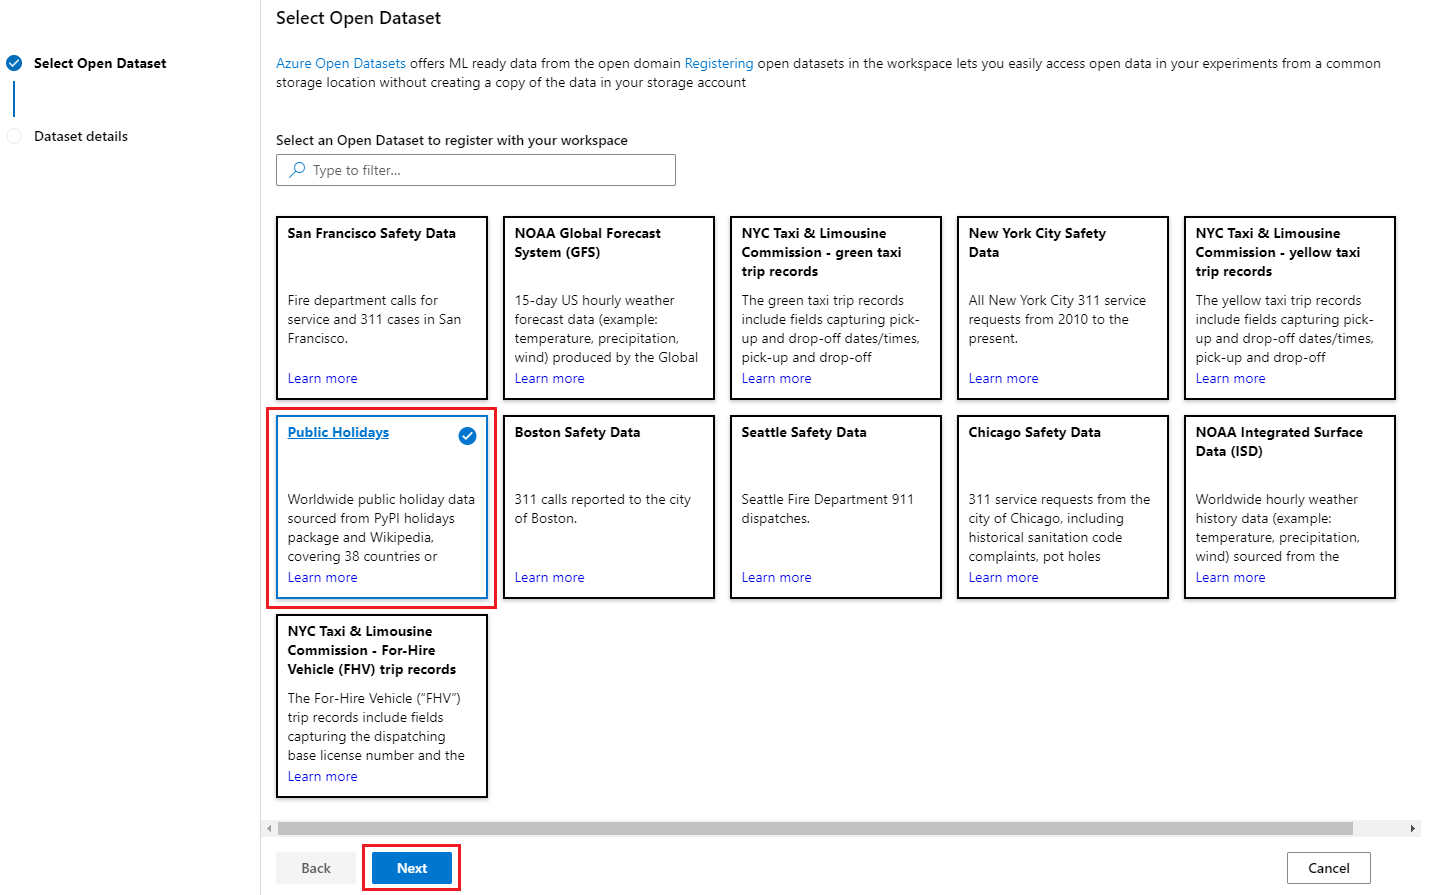 Select Open Dataset
Select Open Dataset
Dataset details
Azure Open Datasets offers ML ready data from the open domain Registering open datasets in the workspace lets you easily access open data in your experiments from a common
storage location without creating a copy of the data in your storage account
Select an Open Dataset to register with your workspace
Type to filter...
San Francisco Safety Data
Fire department calls for
service and 311 cases in San
Francisco.
Learn more
NOAA Global Forecast
System (GFS)
15-day US hourly weather
forecast data (example:
temperature, precipitation,
wind) produced by the Global
Learn more
NYC Taxi & Limousine
Commission - green taxi
trip records
The green taxi trip records
include fields capturing pick-
up and drop-off dates/times,
pick-up and drop-off
Learn more
New York City Safety
Data
All New York City 311 service
requests from 2010 to the
present.
Learn more
NYC Taxi & Limousine
Commission - yellow taxi
trip records
The yellow taxi trip records
include fields capturing pick-
up and drop-off dates/times,
pick-up and drop-off
Learn more
Public Holidays
Worldwide public holiday data
sourced from PyPI holidays
package and Wikipedia,
covering 38 countries or
Learn more
Boston Safety Data
311 calls reported to the city
of Boston.
Learn more
Seattle Safety Data
Seattle Fire Department 911
dispatches.
Learn more
Chicago Safety Data
311 service requests from the
city of Chicago, including
historical sanitation code
complaints, pot holes
Learn more
NOAA Integrated Surface
Data (ISD)
Worldwide hourly weather
history data (example:
temperature, precipitation,
wind) sourced from the
Learn more
NYC Taxi & Limousine
Commission - For-Hire
Vehicle (FHV) trip records
The For-Hire Vehicle (“FHV”)
trip records include fields
capturing the dispatching
base license number and the
Learn more
Back
Next
Cancel